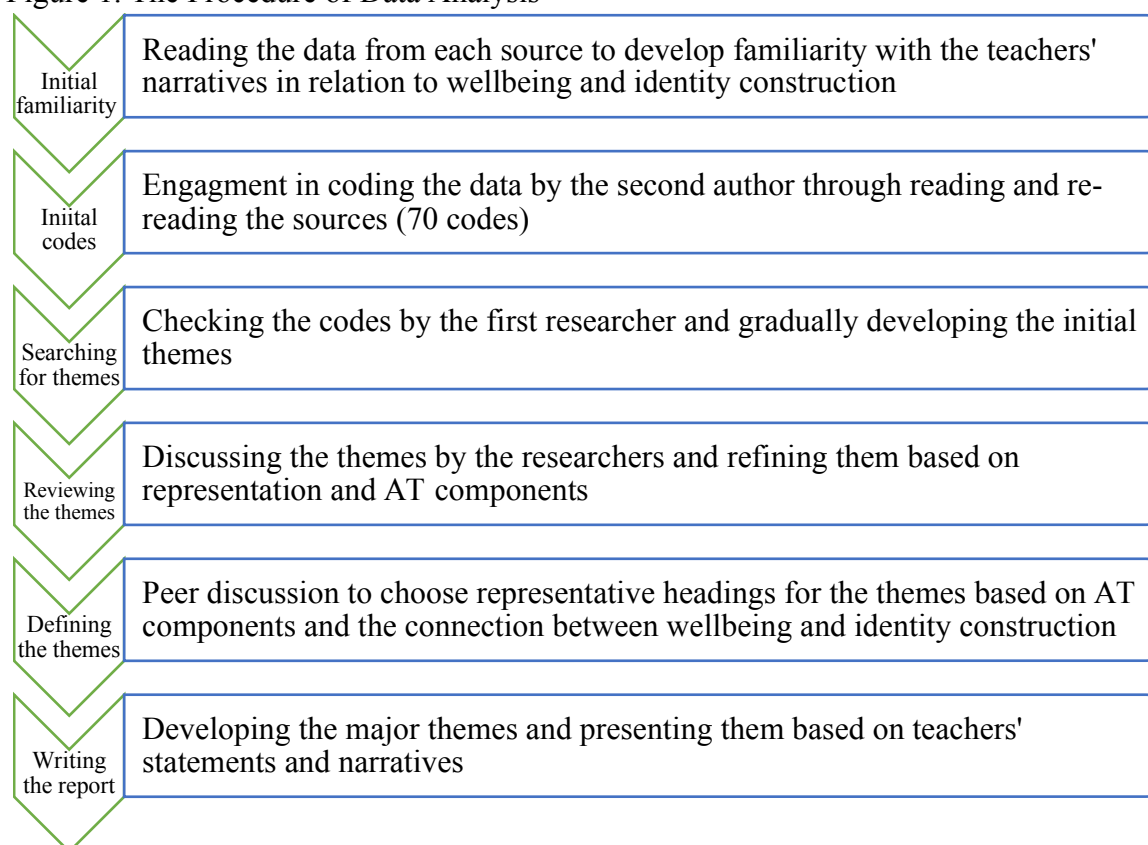 Figure 1. The Procedure of Data Analysis
Initial
familiarity
Reading the data from each source to develop familiarity with the teachers'
narratives in relation to wellbeing and identity construction
Iniital
codes
Engagment in coding the data by the second author through reading and re-
reading the sources (70 codes)
Searching
for themes
Checking the codes by the first researcher and gradually developing the initial
themes
Reviewing
the themes
Discussing the themes by the researchers and refining them based on
representation and AT components
Defining
the themes
Peer discussion to choose representative headings for the themes based on AT
components and the connection between wellbeing and identity construction
Writing
the report
Developing the major themes and presenting them based on teachers'
statements and narratives